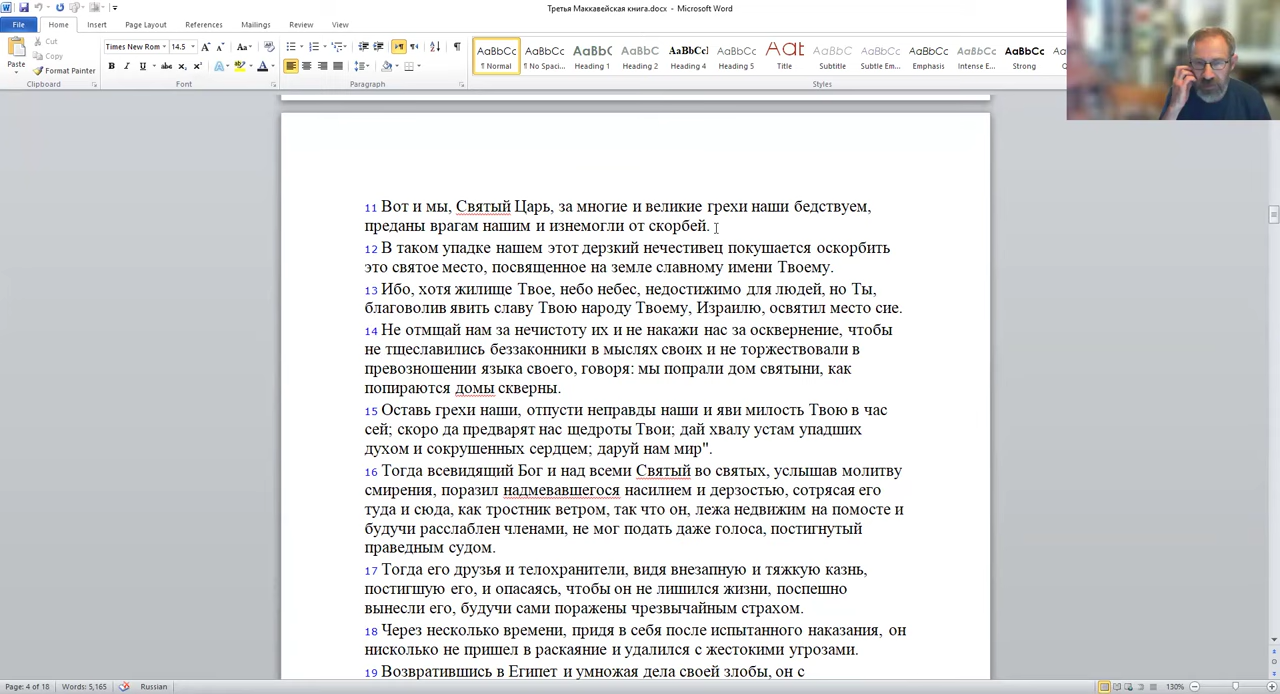 Третья Маккавейская книга.docx - Microsoft Word
File Home Insert Page Layout References Mailings Review View
Cut
Copy
Format Painter
Paste
Times New Rom 14.5
AaBbCc AaBbCc AaBbC AaBbC AaBbCcl AaBbCc Aat AaBbCc AaBbCc AaBbCc AaBbCc AaBbCc
¶ Normal ¶ No Spaci... Heading 1 Heading 2 Heading 4 Heading 5 Title Subtitle Subtle Em... Emphasis Intense E... Strong
Clipboard Font Paragraph Styles
11 Вот и мы, Святый Царь, за многие и великие грехи наши бедствуем,
преданы врагам нашим и изнемогли от скорбей.
12 В таком упадке нашем этот дерзкий нечестивец покушается оскорбить
это святое место, посвященное на земле славному имени Твоему.
13 Ибо, хотя жилище Твое, небо небес, недостижимо для людей, но Ты,
благоволив явить славу Твою народу Твоему, Израилю, освятил место сие.
14 Не отмщай нам за нечистоту их и не накажи нас за осквернение, чтобы
не тщеславились беззаконники в мыслях своих и не торжествовали в
превозношении языка своего, говоря: мы попрали дом святыни, как
попираются домы скверны.
15 Оставь грехи наши, отпусти неправды наши и яви милость Твою в час
сей; скоро да предварят нас щедроты Твои; дай хвалу устам упадших
духом и сокрушенных сердцем; даруй нам мир".
16 Тогда всевидящий Бог и над всеми Святый во святых, услышав молитву
смирения, поразил надмевавшегося насилием и дерзостью, сотрясая его
туда и сюда, как тростник ветром, так что он, лежа недвижим на помосте и
будучи расслаблен членами, не мог подать даже голоса, постигнутый
праведным судом.
17 Тогда его друзья и телохранители, видя внезапную и тяжкую казнь,
постигшую его, и опасаясь, чтобы он не лишился жизни, поспешно
вынесли его, будучи сами поражены чрезвычайным страхом.
18 Через несколько времени, придя в себя после испытанного наказания, он
нисколько не пришел в раскаяние и удалился с жестокими угрозами.
19 Возвратившись в Египет и умножая дела своей злобы, он с
Page: 4 of 18 Words: 5,165 Russian 130%